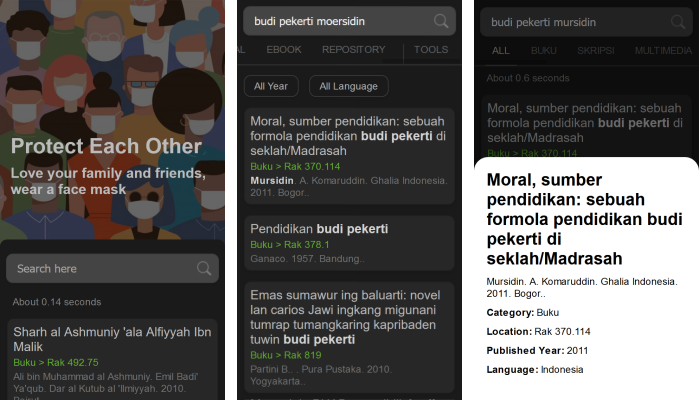 Protect Each Other
Love your family and friends,
wear a face mask
Search here
About 0.14 seconds
Sharh al Ashmuniy 'ala Alfiyyah Ibn
Malik
Buku > Rak 492.75
Ali bin Muhammad al Ashmuniy. Emil Badi'
Ya'qub. Dar al Kutub al 'Ilmiyyah. 2010.
budi pekerti moersidin
AL EBOOK REPOSITORY TOOLS
All Year All Language
Moral, sumber pendidikan: sebuah
formola pendidikan budi pekerti di
seklah/Madrasah
Buku > Rak 370.114
Mursidin. A. Komaruddin. Ghalia Indonesia.
2011. Bogor..
Pendidikan budi pekerti
Buku > Rak 378.1
Ganaco. 1957. Bandung..
Emas sumawur ing baluarti: novel
lan carios Jawi ingkang migunani
tumrap tumangkaring kapribaden
tuwin budi pekerti
Buku > Rak 819
Partini B.. . Pura Pustaka. 2010.
Yogyakarta..
budi pekerti mursidin
ALL BUKU SKRIPSI MULTIMEDIA
About 0.6 seconds
Moral, sumber pendidikan: sebuah
formola pendidikan budi pekerti di
seklah/Madrasah
Buku > Rak 370.114
Moral, sumber
pendidikan: sebuah
formola pendidikan budi
pekerti di
seklah/Madrasah
Mursidin. A. Komaruddin. Ghalia Indonesia.
2011. Bogor..
Category: Buku
Location: Rak 370.114
Published Year: 2011
Language: Indonesia